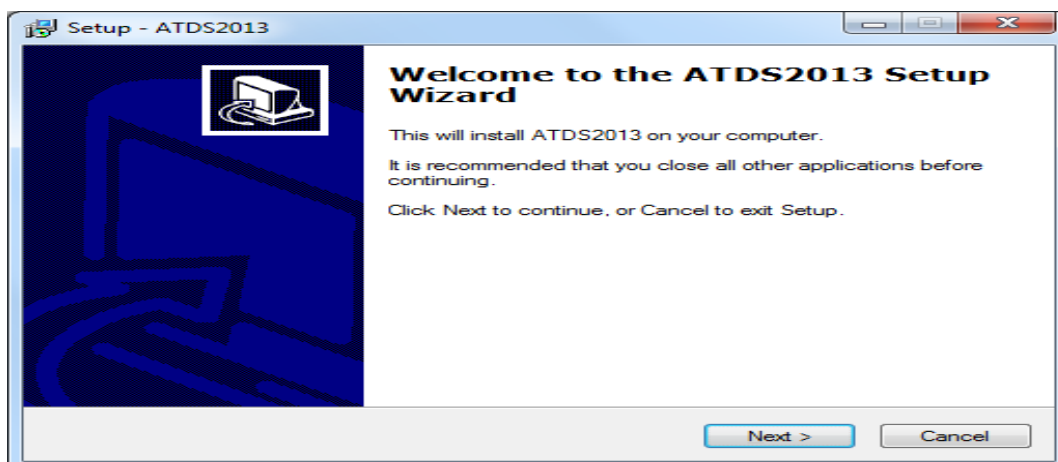 Setup - ATDS2013
Welcome to the ATDS2013 Setup
Wizard
This will install ATDS2013 on your computer.
It is recommended that you close all other applications before
continuing.
Click Next to continue, or Cancel to exit Setup.
Next >
Cancel